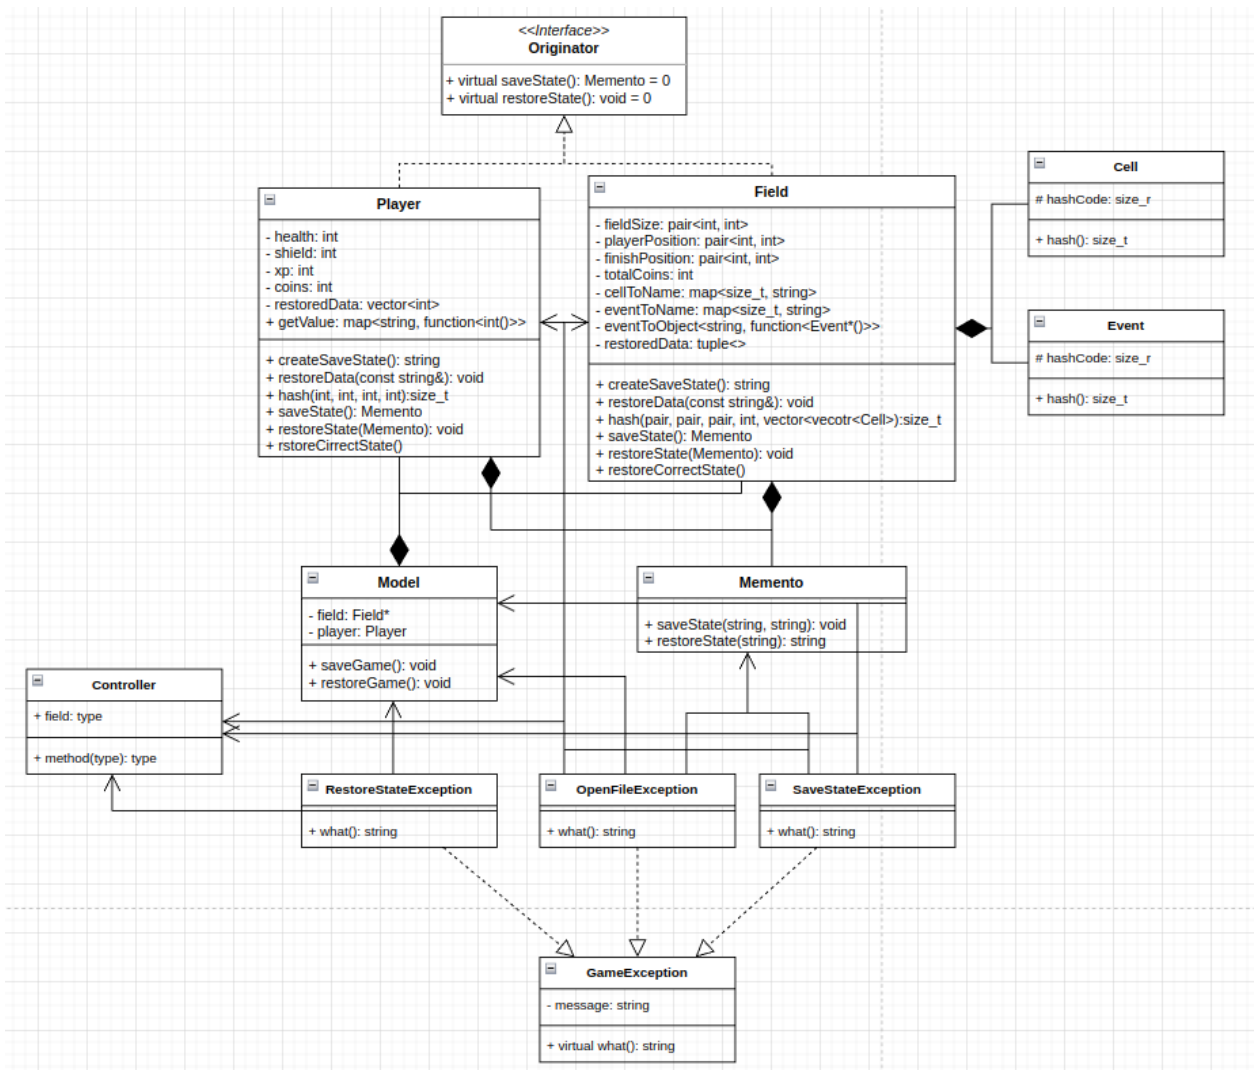 <<Interface>>
Originator
+ virtual saveState(): Memento = 0
+ virtual restoreState(): void = 0
Player
- health: int
- shield: int
- xp: int
- coins: int
- restoredData: vector<int>
+ getValue: map<string, function<int()>>
+ createSaveState(): string
+ restoreData(const string&): void
+ hash(int, int, int, int):size_t
+ saveState(): Memento
+ restoreState(Memento): void
+ rstoreCirrectState()
Field
- fieldSize: pair<int, int>
- playerPosition: pair<int, int>
- finishPosition: pair<int, int>
- totalCoins: int
- cellToName: map<size_t, string>
- eventToName: map<size_t, string>
- eventToObject<string, function<Event*()>>
- restoredData: tuple<>
+ createSaveState(): string
+ restoreData(const string&): void
+ hash(pair, pair, pair, int, vector<vecotr<Cell>):size_t
+ saveState(): Memento
+ restoreState(Memento): void
+ restoreCorrectState()
Cell
# hashCode: size_r
+ hash(): size_t
Event
# hashCode: size_r
+ hash(): size_t
Model
- field: Field*
- player: Player
+ saveGame(): void
+ restoreGame(): void
Memento
+ saveState(string, string): void
+ restoreState(string): string
Controller
+ field: type
+ method(type): type
RestoreStateException
+ what(): string
OpenFileException
+ what(): string
SaveStateException
+ what(): string
GameException
- message: string
+ virtual what(): string